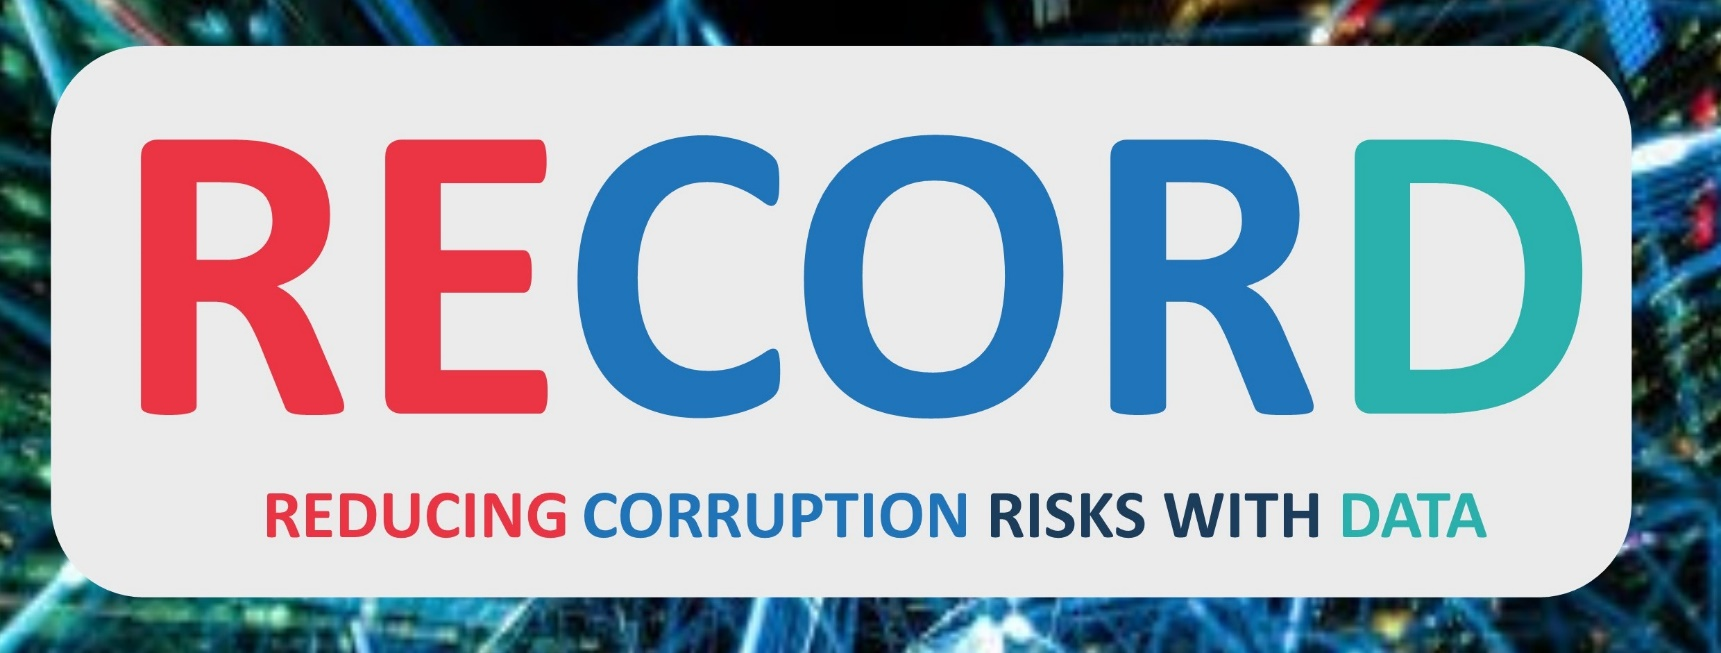 RECORD
REDUCING CORRUPTION RISKS WITH DATA